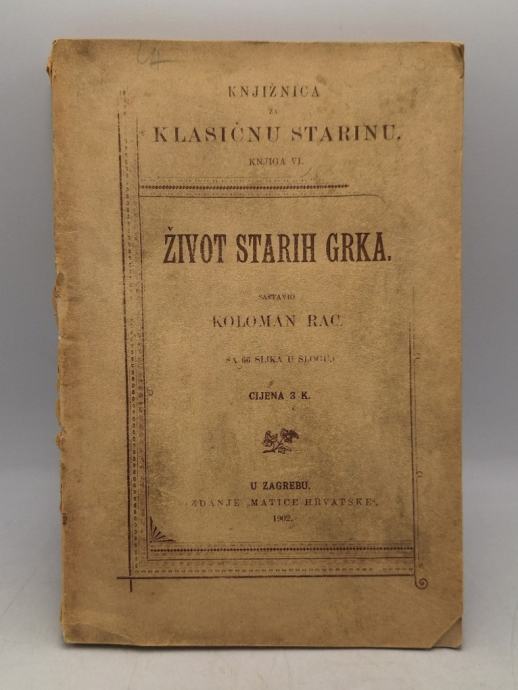 KNJIŽNICA
ZA
KLASIČNU STARINU.
KNJIGA VI.
ŽIVOT STARIH GRKA.
SASTAVIO
KOLOMAN RAC
SA 66 SLIKA U SLOGU.
CIJENA 3 K.
U ZAGREBU.
IZDANJE „MATICE HRVATSKE“.
1902.